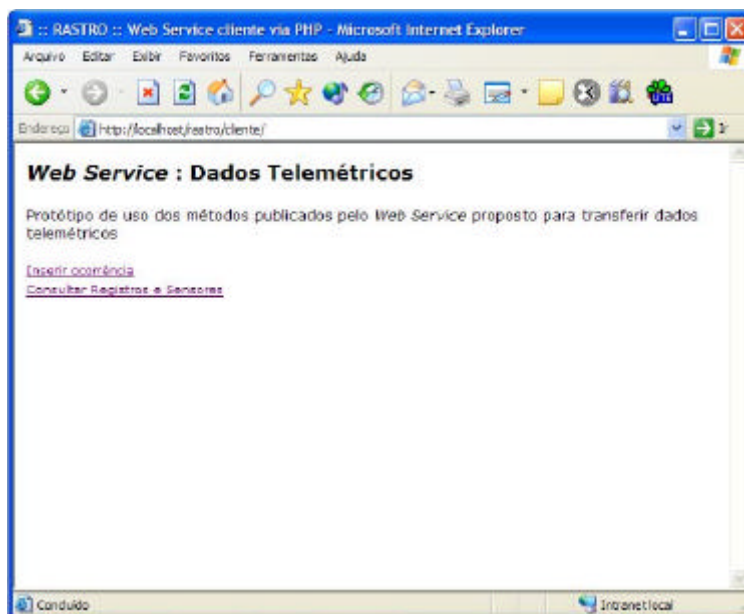 :: RASTRO :: Web Service cliente via PHP - Microsoft Internet Explorer
Arquivo Editar Exibir Favoritos Ferramentas Ajuda
Endereço http://localhost/rastro/cliente/ Ir
Web Service : Dados Telemétricos
Protótipo de uso dos métodos publicados pelo Web Service proposto para transferir dados
telemétricos
Inserir ocorrência
Consultar Registros e Sensores
Concluído Intranet local